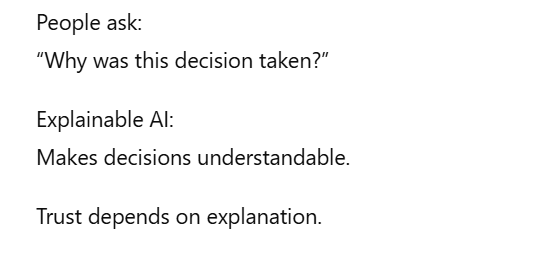 People ask:
“Why was this decision taken?”
Explainable AI:
Makes decisions understandable.
Trust depends on explanation.